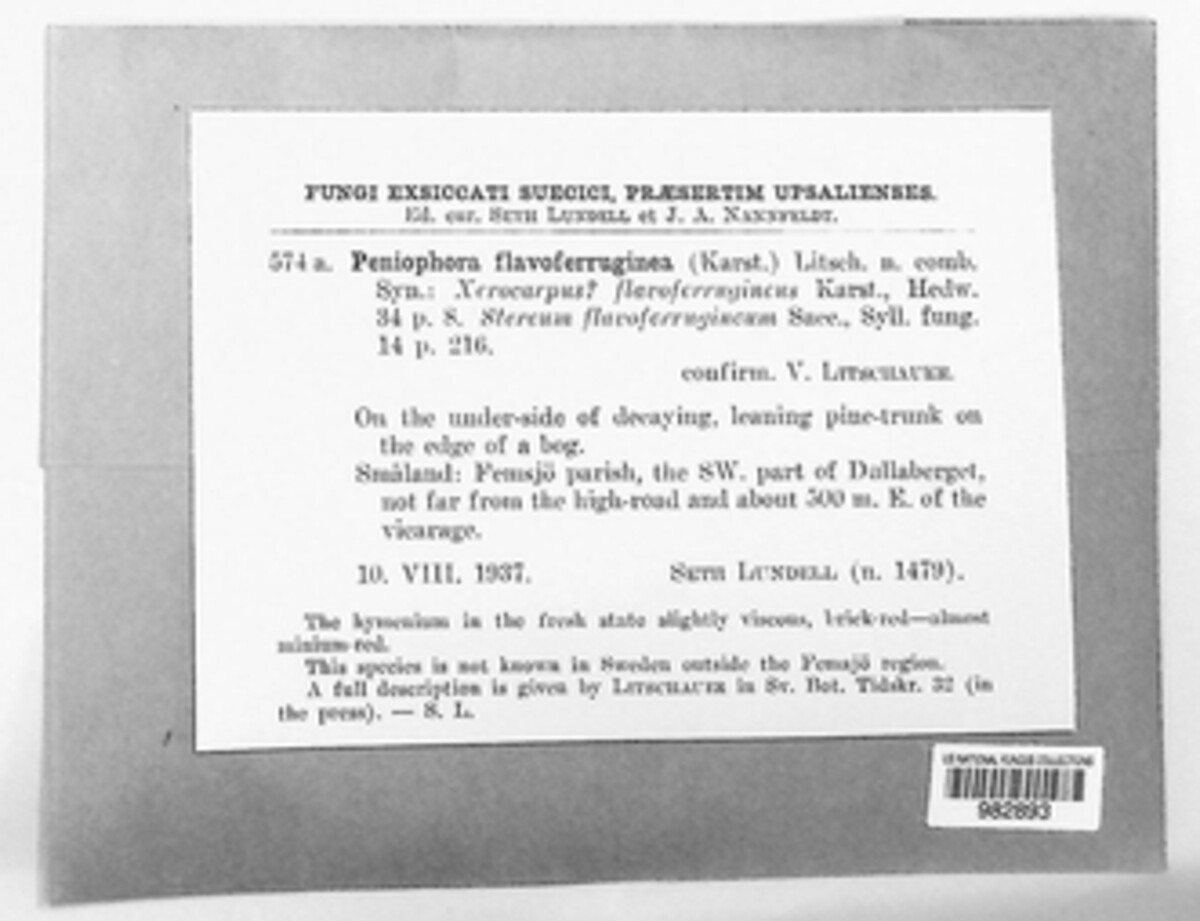 FUNGI EXSICCATI SUECICI, PRÆSERTIM UPSALIENSES.
Ed. cur. SETH LUNDELL et J. A. NANNFELDT.
574 a. Peniophora flavoferruginea (Karst.) Litsch. n. comb.
Syn.: Xerocarpus? flavoferrugineus Karst., Hedw.
34 p. 8. Stereum flavoferrugineum Sacc., Syll. fung.
14 p. 216.
confirm. V. LITSCHAUER.
On the under-side of decaying, leaning pine-trunk on
the edge of a bog.
Småland: Femsjö parish, the SW. part of Dullaberget,
not far from the high-road and about 500 m. E. of the
vicarage.
10. VIII. 1937.
SETH LUNDELL (n. 1479).
The hymenium in the fresh state slightly viscous, brick-red—almost
minium-red.
This species is not known in Sweden outside the Femsjö region.
A full description is given by LITSCHAUER in Sv. Bot. Tidskr. 32 (in
the press). — S. L.
US NATIONAL FUNGUS COLLECTIONS
982893